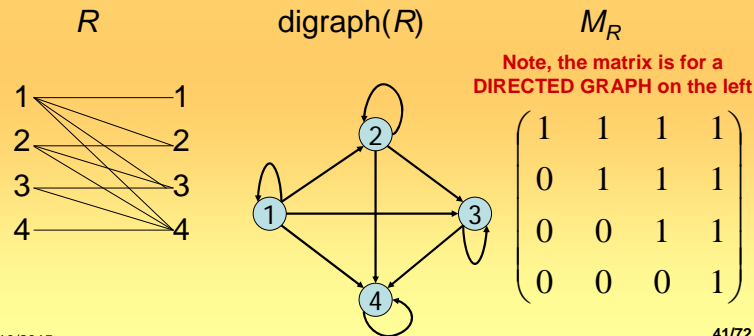 R digraph(R) M_R
Note, the matrix is for a
DIRECTED GRAPH on the left
1 1
2 2
3 3
4 4
2
1
3
4
1 1 1 1
0 1 1 1
0 0 1 1
0 0 0 1
41/72